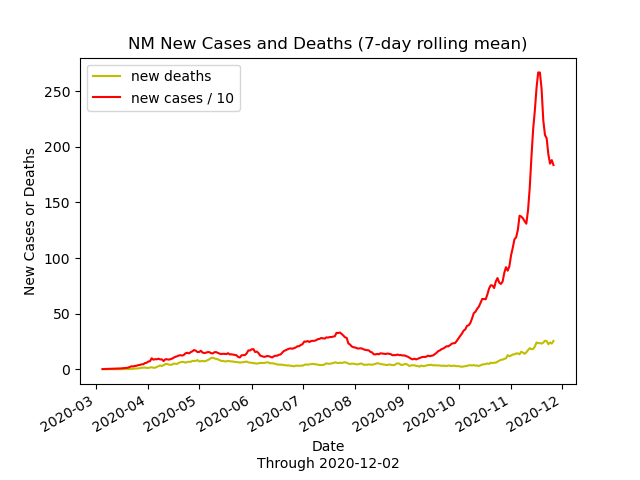 NM New Cases and Deaths (7-day rolling mean)
new deaths
new cases / 10
250
200
150
100
50
0
New Cases or Deaths
2020-03
2020-04
2020-05
2020-06
2020-07
2020-08
2020-09
2020-10
2020-11
2020-12
Date
Through 2020-12-02